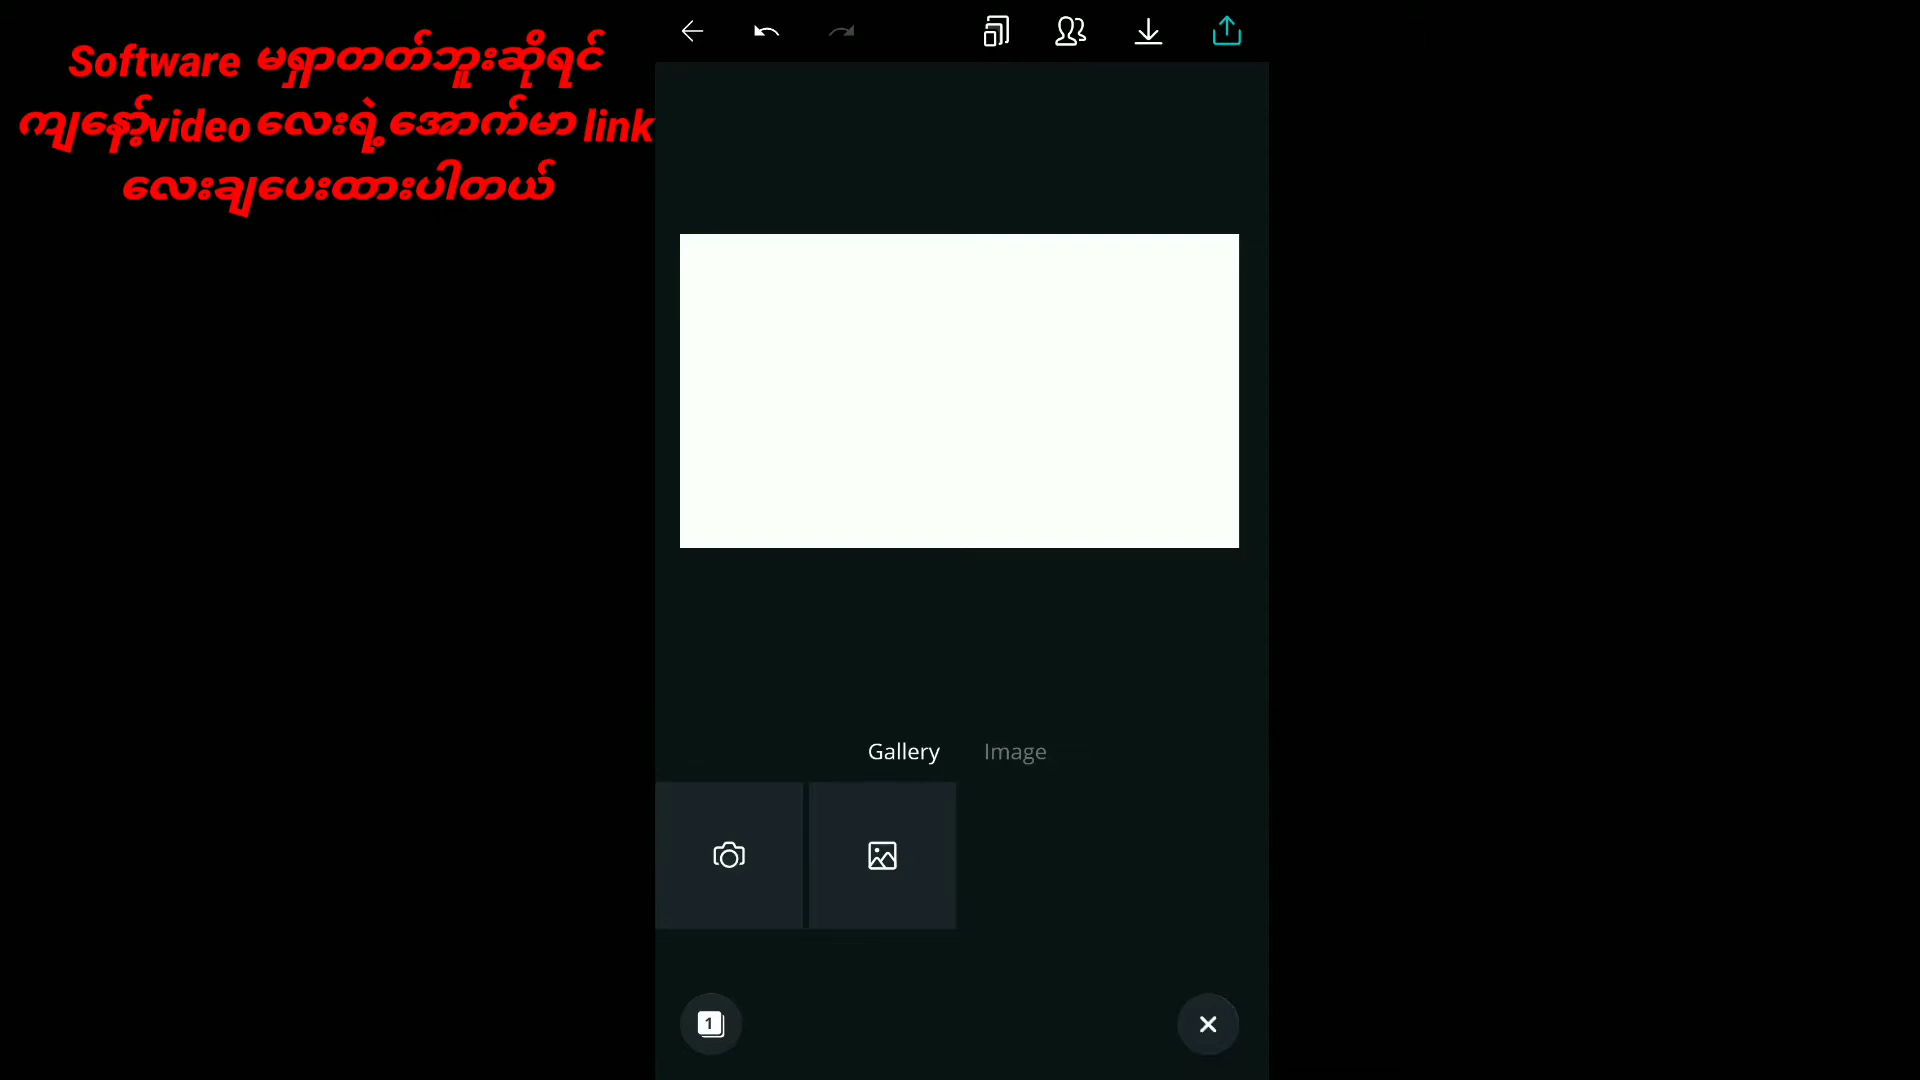 Software မရှာတတ်ဘူးဆိုရင်
ကျနော့်video လေးရဲ့အောက်မာ link
လေးချပေးထားပါတယ်
Gallery Image
1